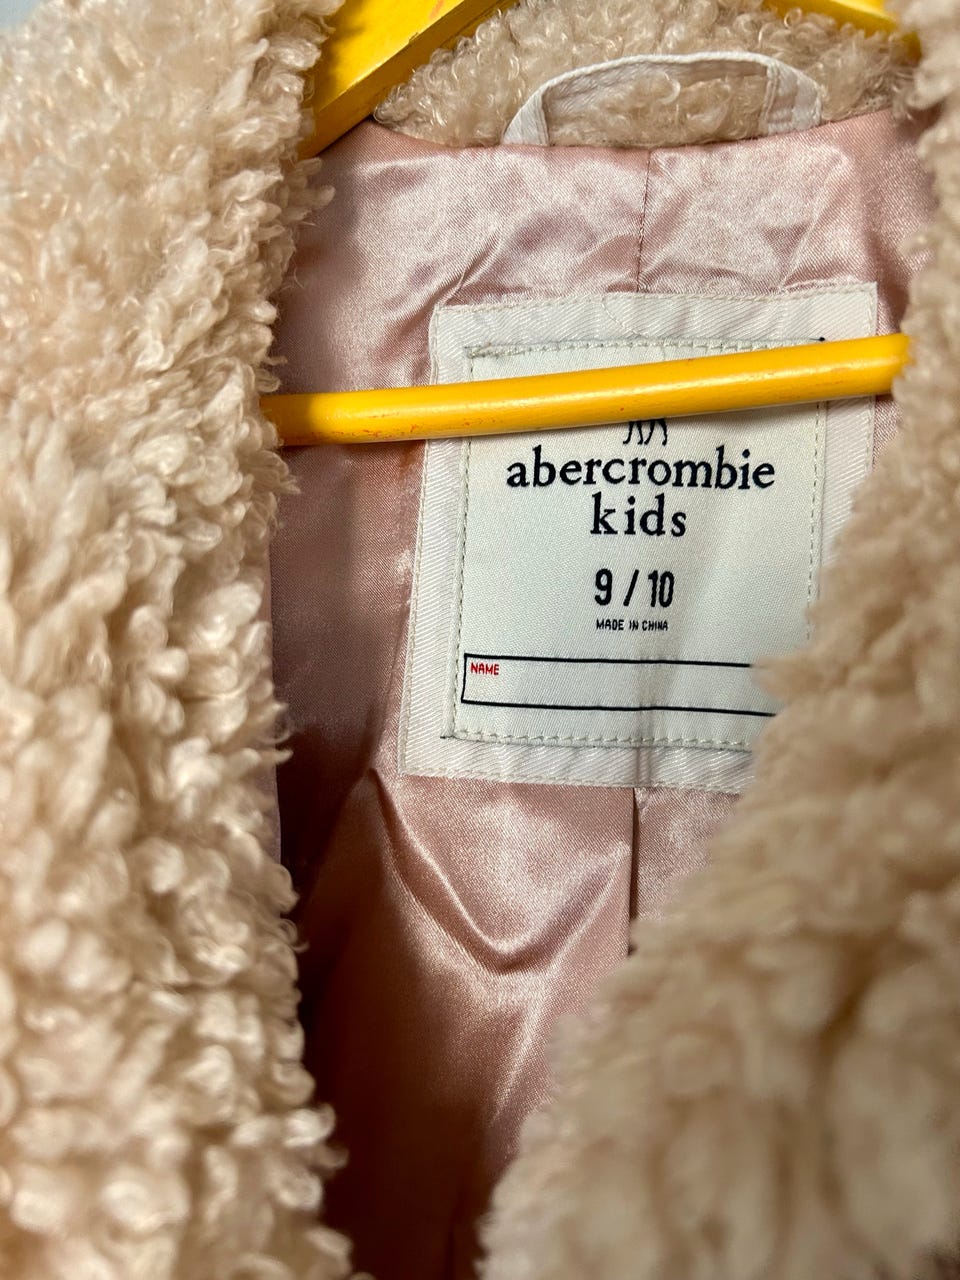 abercrombie
kids
9 / 10
MADE IN CHINA
NAME